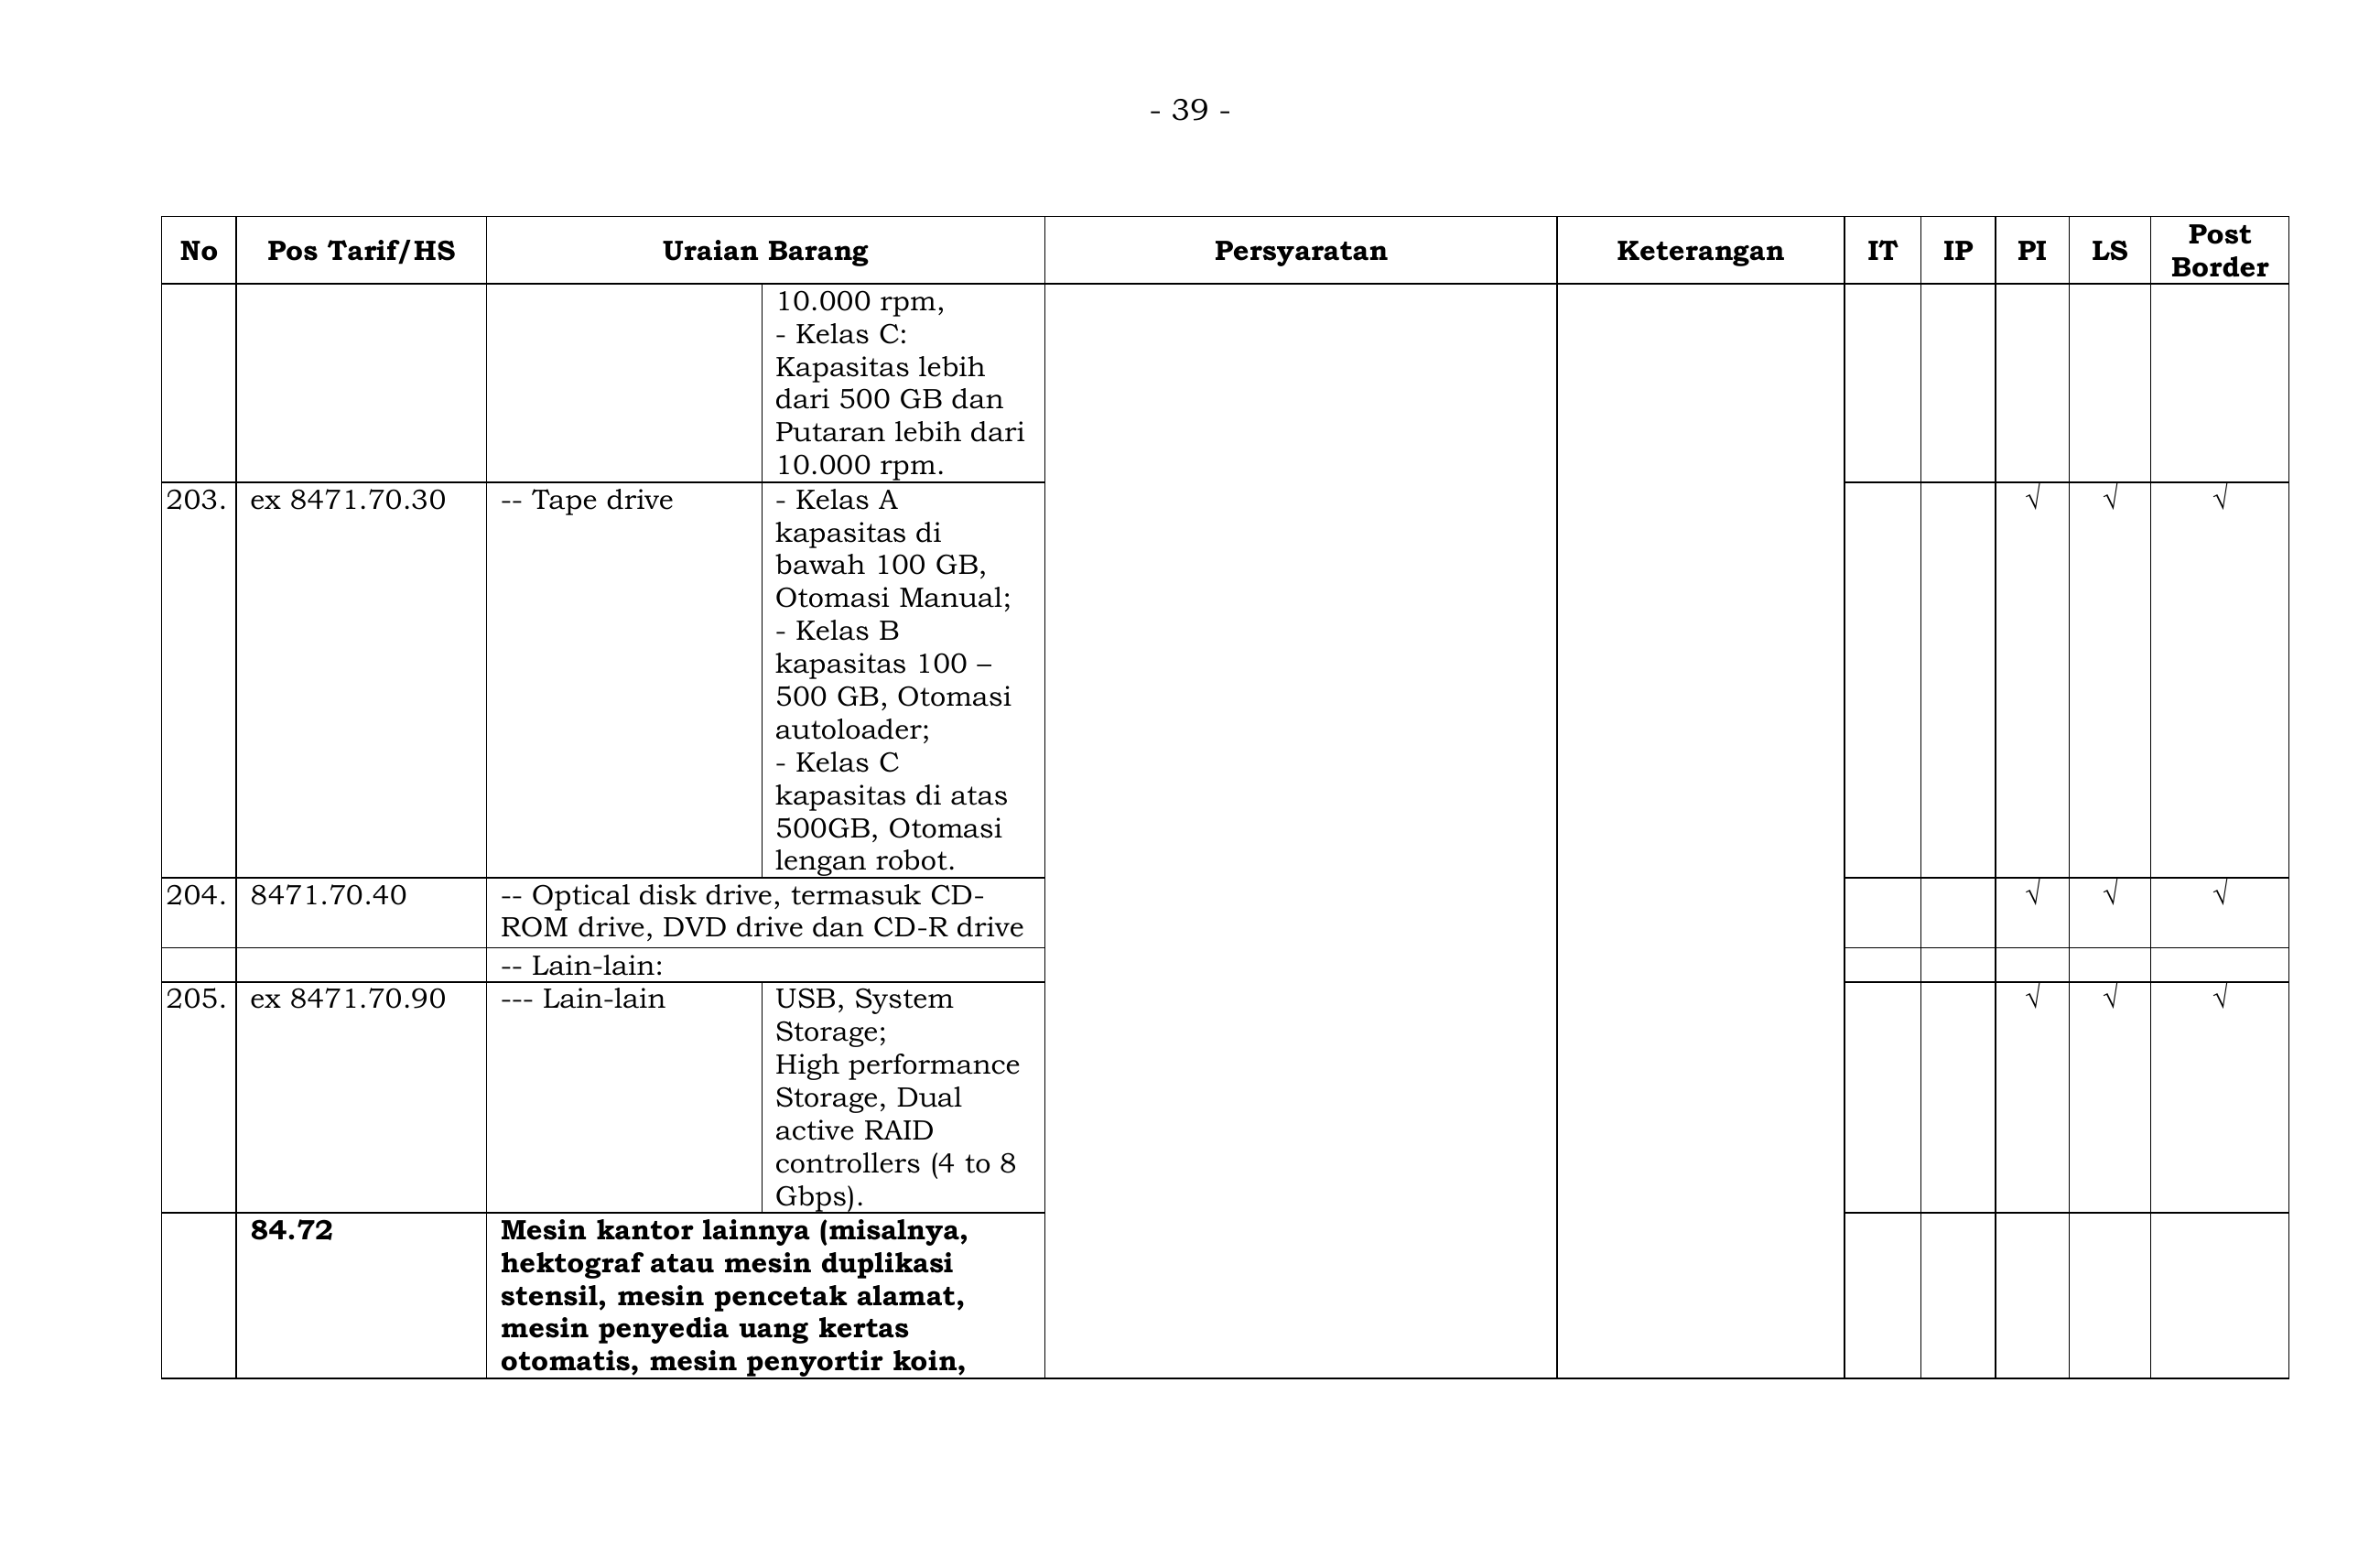 - 39 -
No Pos Tarif/HS Uraian Barang Persyaratan Keterangan IT IP PI LS Post Border
10.000 rpm,
- Kelas C:
Kapasitas lebih
dari 500 GB dan
Putaran lebih dari
10.000 rpm.
203. ex 8471.70.30 -- Tape drive - Kelas A √ √ √
kapasitas di
bawah 100 GB,
Otomasi Manual;
- Kelas B
kapasitas 100 –
500 GB, Otomasi
autoloader;
- Kelas C
kapasitas di atas
500GB, Otomasi
lengan robot.
204. 8471.70.40 -- Optical disk drive, termasuk CD- √ √ √
ROM drive, DVD drive dan CD-R drive
-- Lain-lain:
205. ex 8471.70.90 --- Lain-lain USB, System √ √ √
Storage;
High performance
Storage, Dual
active RAID
controllers (4 to 8
Gbps).
84.72 Mesin kantor lainnya (misalnya,
hektograf atau mesin duplikasi
stensil, mesin pencetak alamat,
mesin penyedia uang kertas
otomatis, mesin penyortir koin,